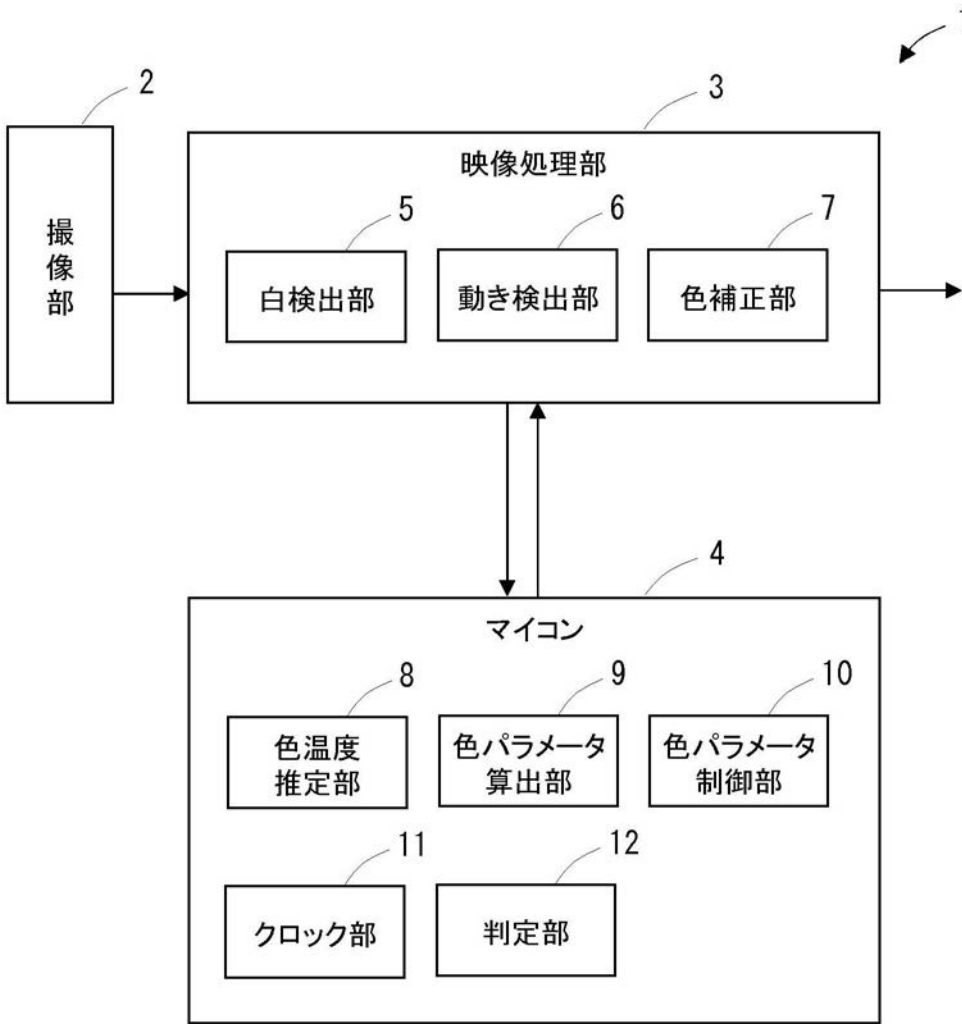 2
3
映像処理部
撮像部
5
6
7
白検出部
動き検出部
色補正部
4
マイコン
8
9
10
色温度
推定部
色パラメータ
算出部
色パラメータ
制御部
11
12
クロック部
判定部